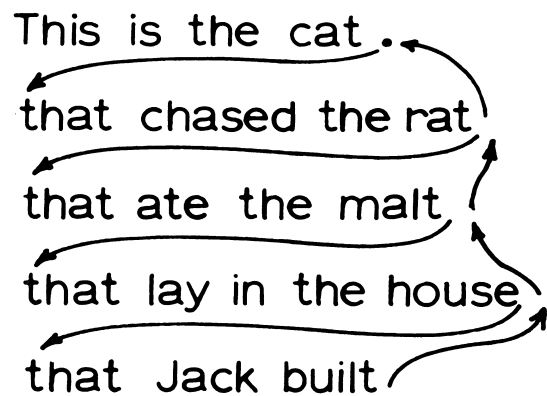 This is the cat.
that chased the rat
that ate the malt
that lay in the house
that Jack built